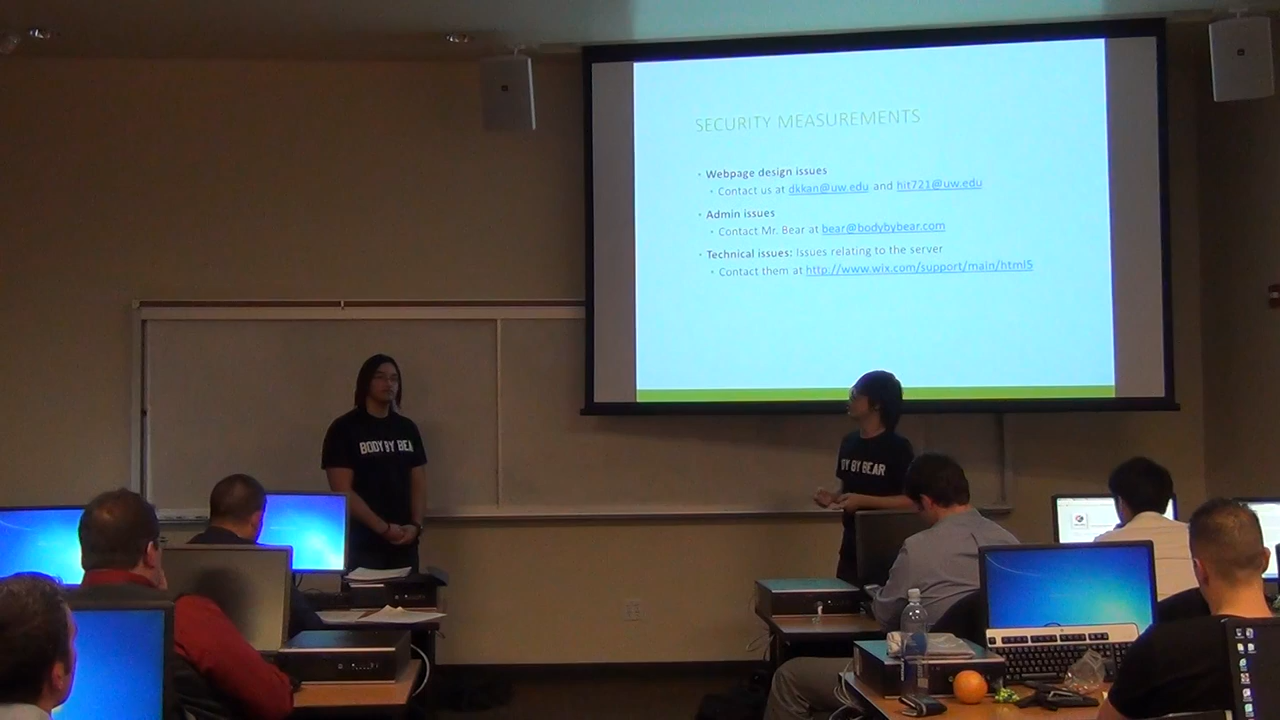 SECURITY MEASUREMENTS
• Webpage design issues
• Contact us at dkkan@uw.edu and hit721@uw.edu
• Admin issues
• Contact Mr. Bear at bear@bodybybear.com
• Technical issues: Issues relating to the server
• Contact them at http://www.wix.com/support/main/html5
BODY BY BEA
DY BY BEAR